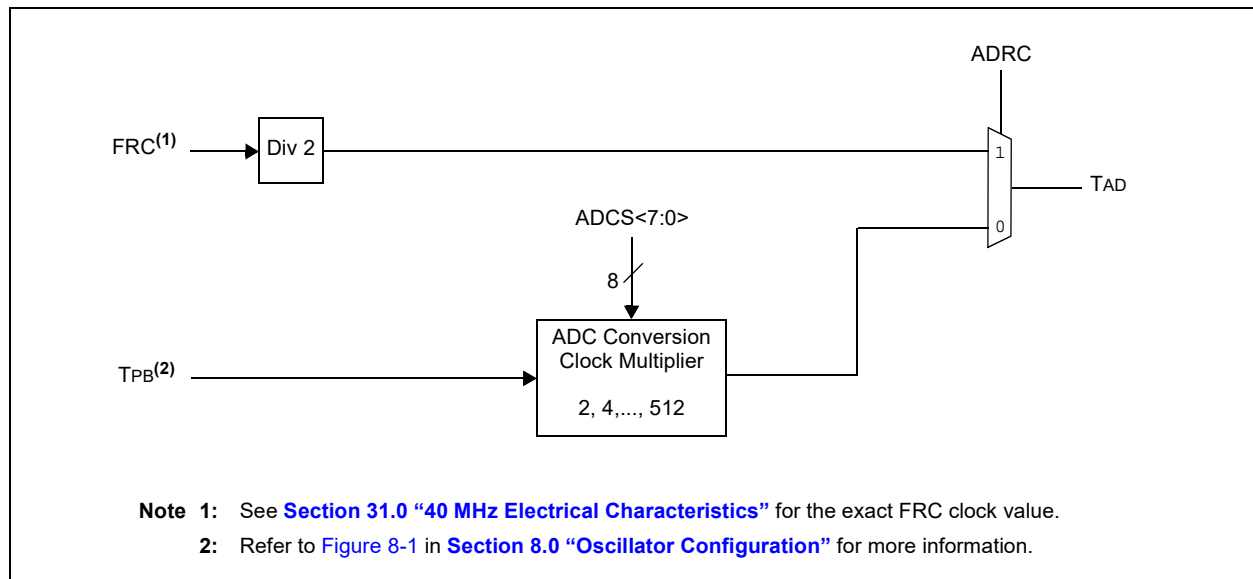 ADRC
FRC(1)
Div 2
1
TAD
ADCS<7:0>
0
8
ADC Conversion
Clock Multiplier
TPB(2)
2, 4,..., 512
Note 1: See Section 31.0 “40 MHz Electrical Characteristics” for the exact FRC clock value.
2: Refer to Figure 8-1 in Section 8.0 “Oscillator Configuration” for more information.